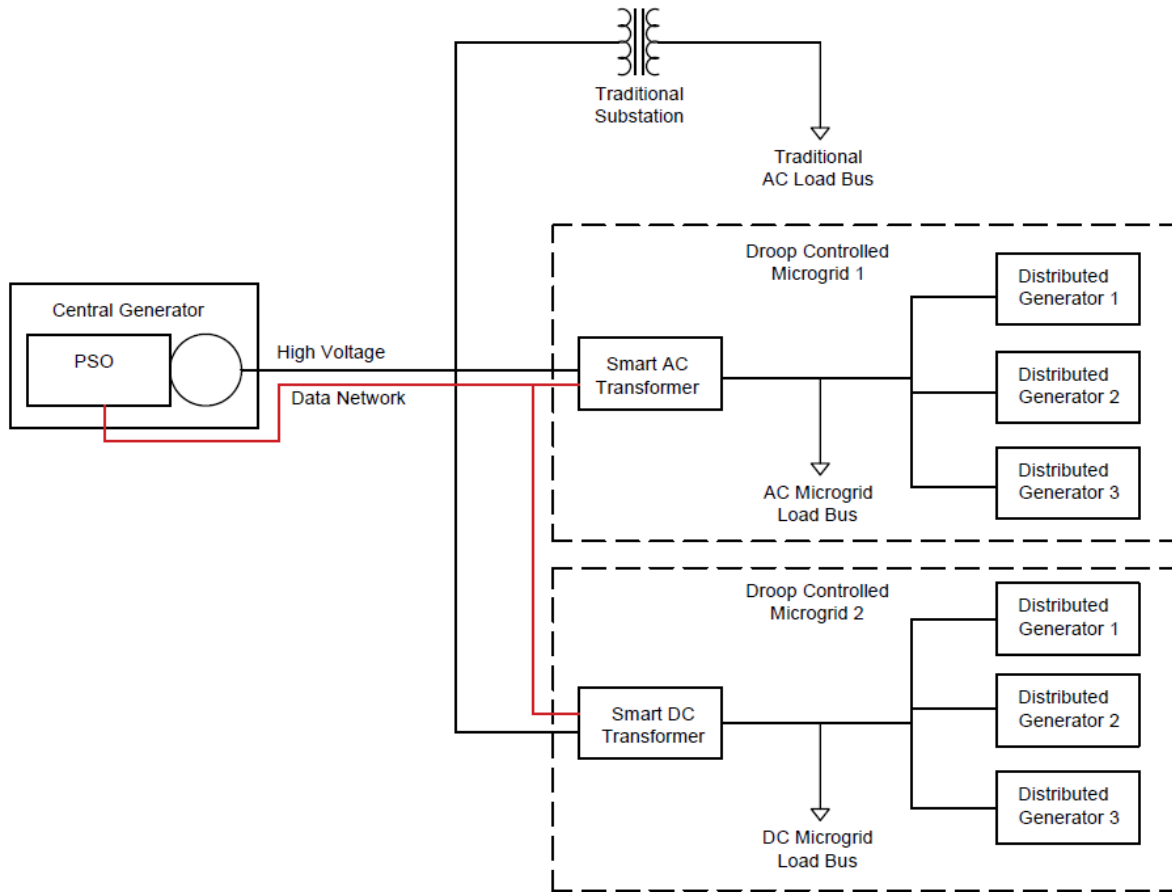 Traditional
Substation
Traditional
AC Load Bus
Central Generator
PSO
High Voltage
Data Network
Droop Controlled
Microgrid 1
Smart AC
Transformer
AC Microgrid
Load Bus
Distributed
Generator 1
Distributed
Generator 2
Distributed
Generator 3
Droop Controlled
Microgrid 2
Smart DC
Transformer
DC Microgrid
Load Bus
Distributed
Generator 1
Distributed
Generator 2
Distributed
Generator 3